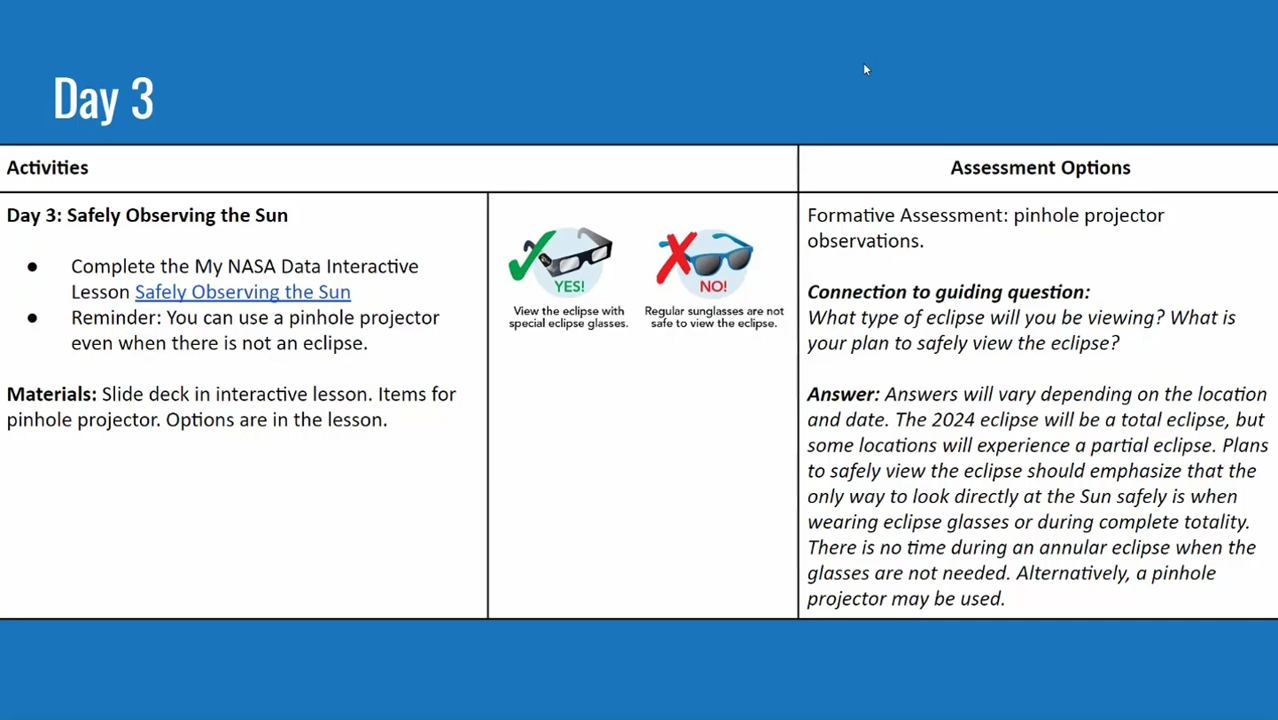 Day 3
Activities
Assessment Options
Day 3: Safely Observing the Sun
● Complete the My NASA Data Interactive
Lesson Safely Observing the Sun
● Reminder: You can use a pinhole projector
even when there is not an eclipse.
Materials: Slide deck in interactive lesson. Items for
pinhole projector. Options are in the lesson.
YES!
View the eclipse with
special eclipse glasses.
NO!
Regular sunglasses are not
safe to view the eclipse.
Formative Assessment: pinhole projector
observations.
Connection to guiding question:
What type of eclipse will you be viewing? What is
your plan to safely view the eclipse?
Answer: Answers will vary depending on the location
and date. The 2024 eclipse will be a total eclipse, but
some locations will experience a partial eclipse. Plans
to safely view the eclipse should emphasize that the
only way to look directly at the Sun safely is when
wearing eclipse glasses or during complete totality.
There is no time during an annular eclipse when the
glasses are not needed. Alternatively, a pinhole
projector may be used.